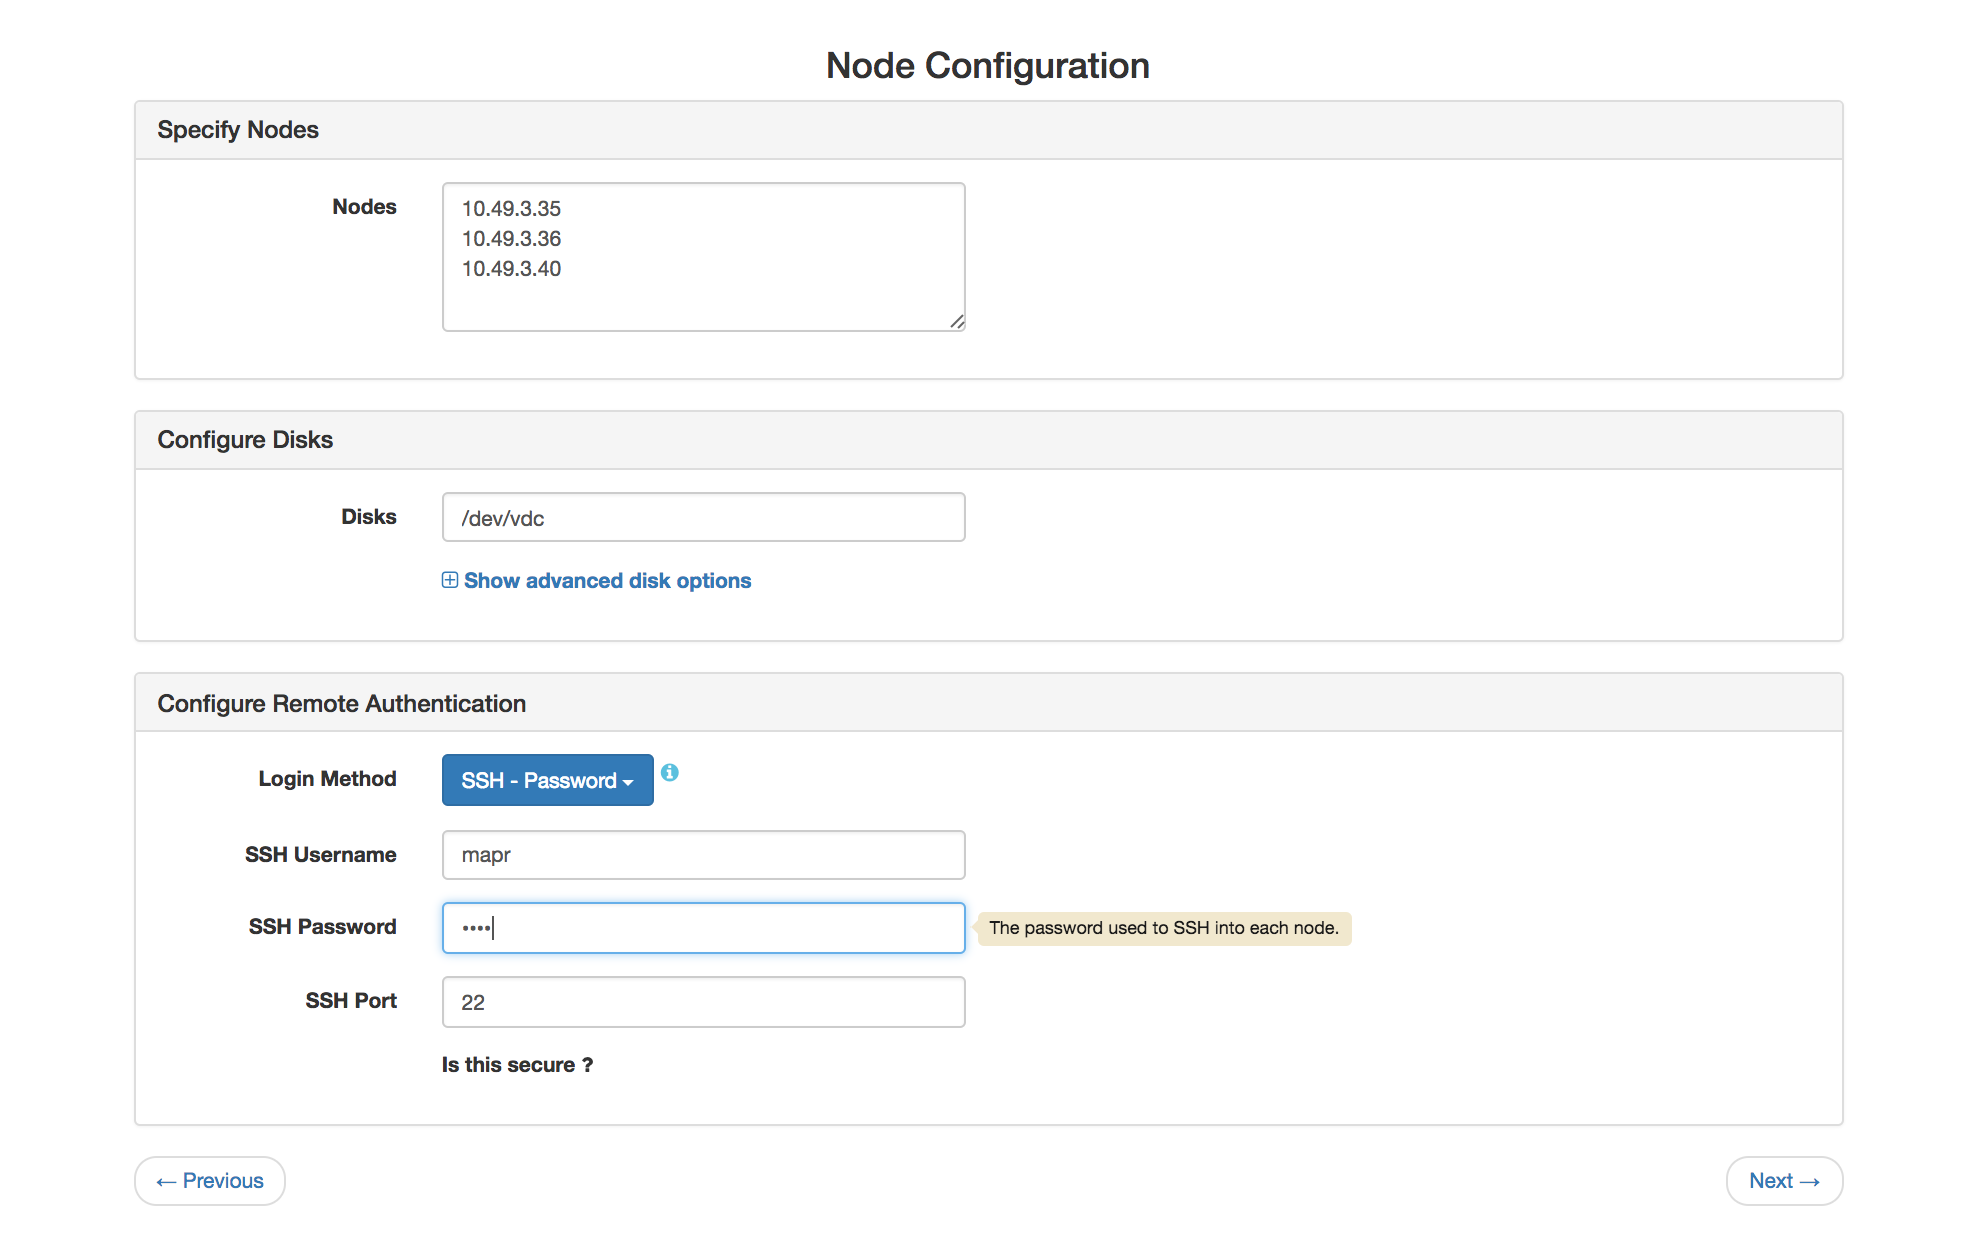 Node Configuration
Specify Nodes
Nodes
10.49.3.35
10.49.3.36
10.49.3.40
Configure Disks
Disks
/dev/vdc
Show advanced disk options
Configure Remote Authentication
Login Method
SSH - Password
SSH Username
mapr
SSH Password
••••
The password used to SSH into each node.
SSH Port
22
Is this secure ?
← Previous
Next →